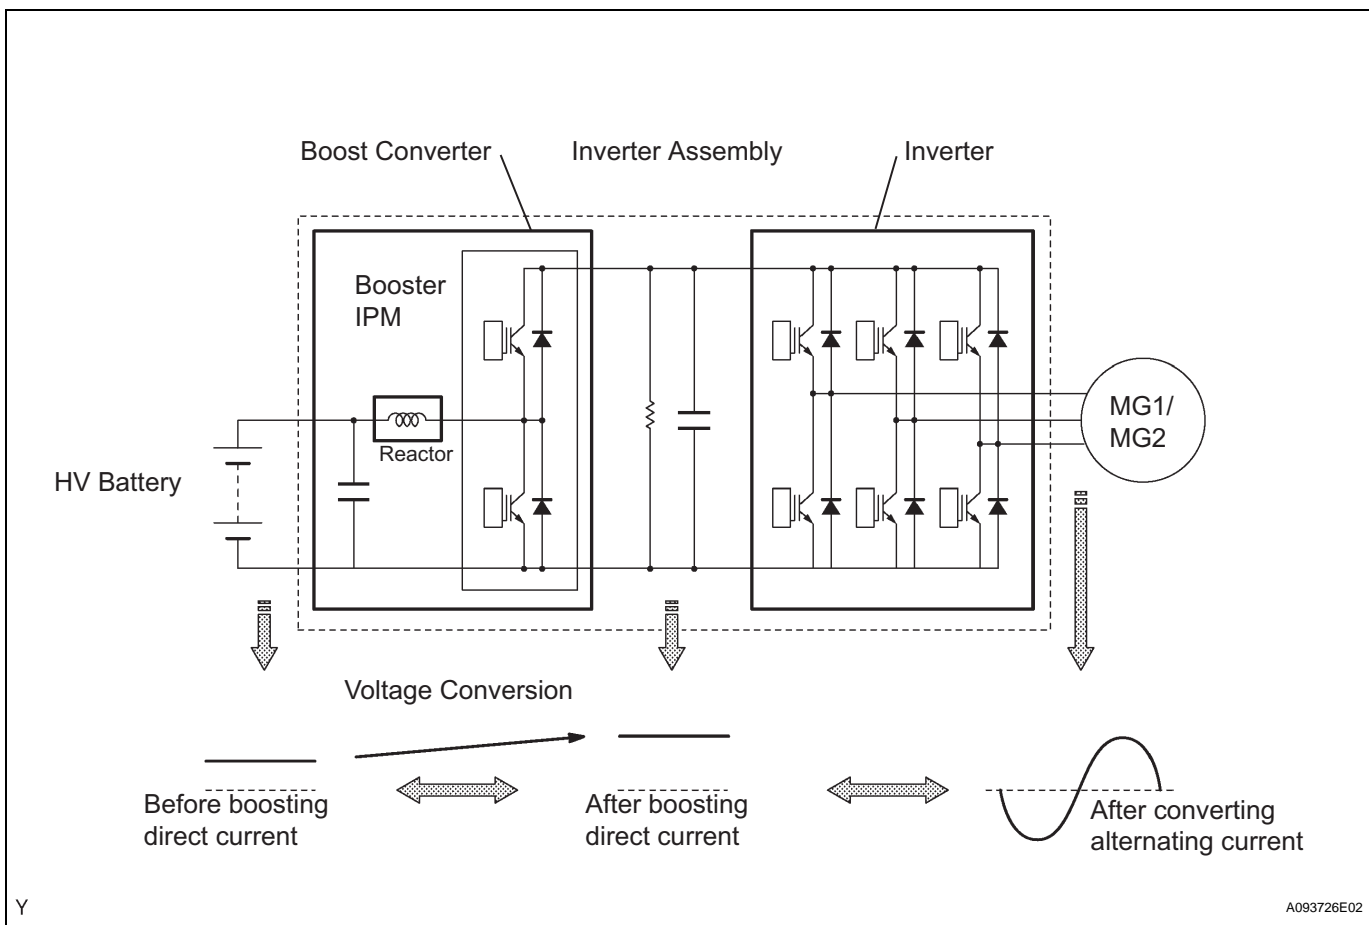 Boost Converter
Inverter Assembly
Inverter
Booster
IPM
Reactor
HV Battery
MG1/
MG2
Voltage Conversion
Before boosting
direct current
After boosting
direct current
After converting
alternating current
Y
A093726E02